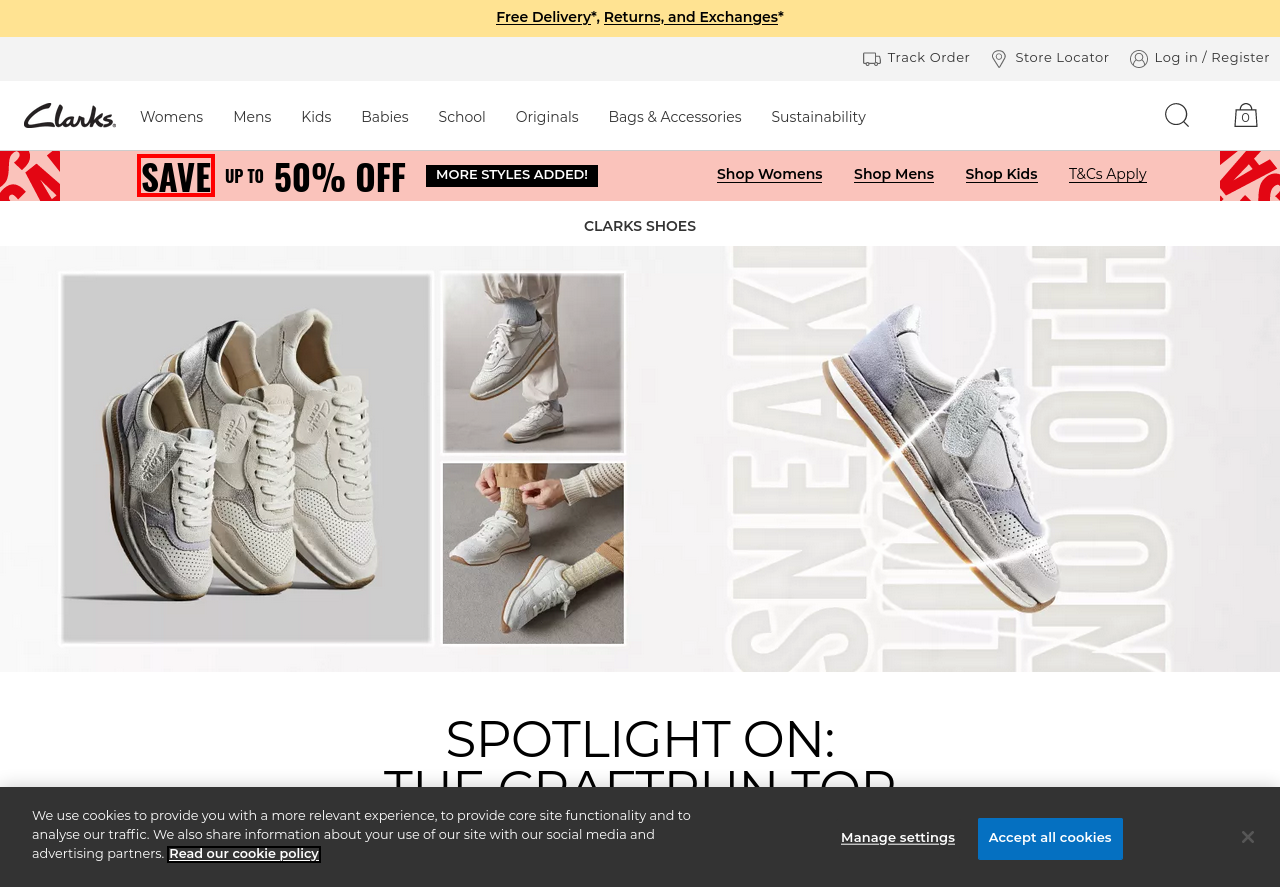 Free Delivery*, Returns, and Exchanges*
Track Order
Store Locator
Log in / Register
Clarks.
Womens
Mens
Kids
Babies
School
Originals
Bags & Accessories
Sustainability
0
SAVE UP TO 50% OFF
MORE STYLES ADDED!
Shop Womens
Shop Mens
Shop Kids
T&Cs Apply
CLARKS SHOES
SPOTLIGHT ON:
THE CRAFTRUN TOR
We use cookies to provide you with a more relevant experience, to provide core site functionality and to
analyse our traffic. We also share information about your use of our site with our social media and
advertising partners. Read our cookie policy
Manage settings
Accept all cookies